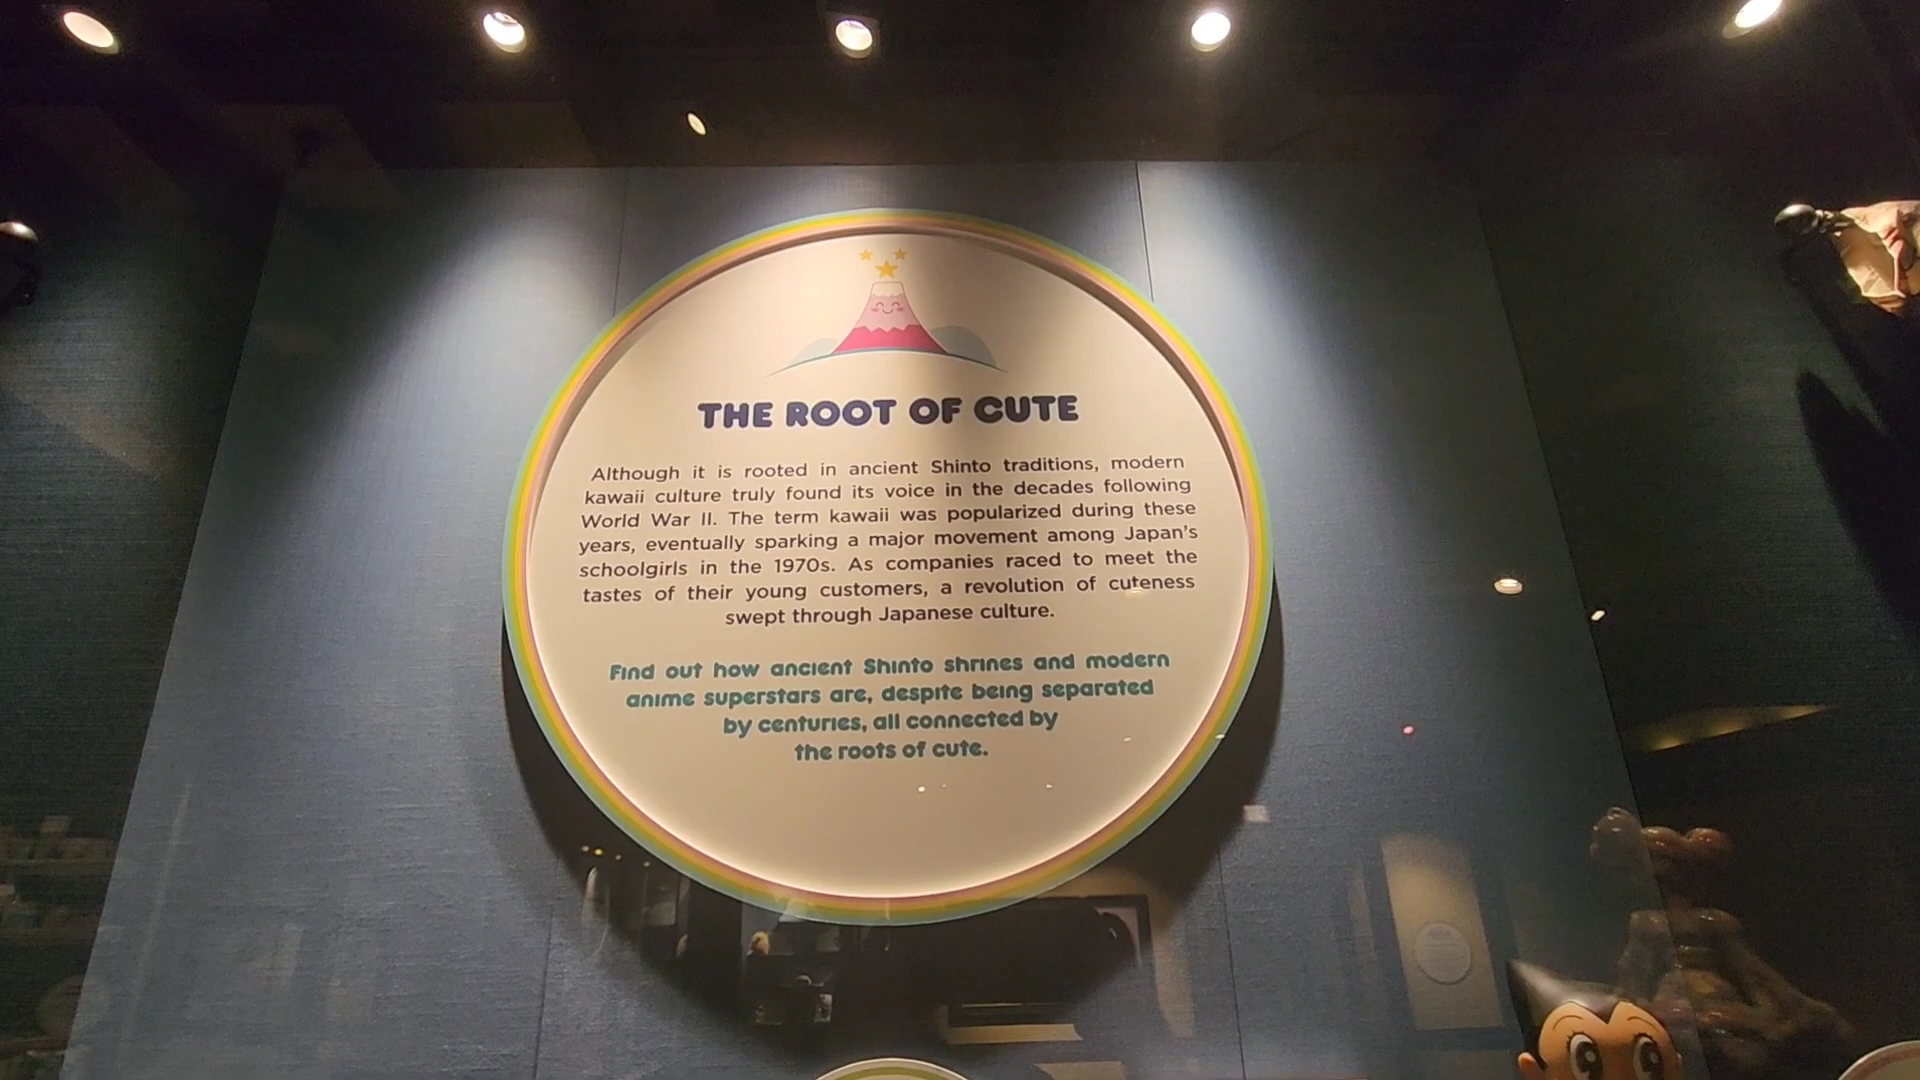 THE ROOT OF CUTE
Although it is rooted in ancient Shinto traditions, modern
kawaii culture truly found its voice in the decades following
World War II. The term kawaii was popularized during these
years, eventually sparking a major movement among Japan's
schoolgirls in the 1970s. As companies raced to meet the
tastes of their young customers, a revolution of cuteness
swept through Japanese culture.
Find out how ancient Shinto shrines and modern
anime superstars are, despite being separated
by centuries, all connected by
the roots of cute.